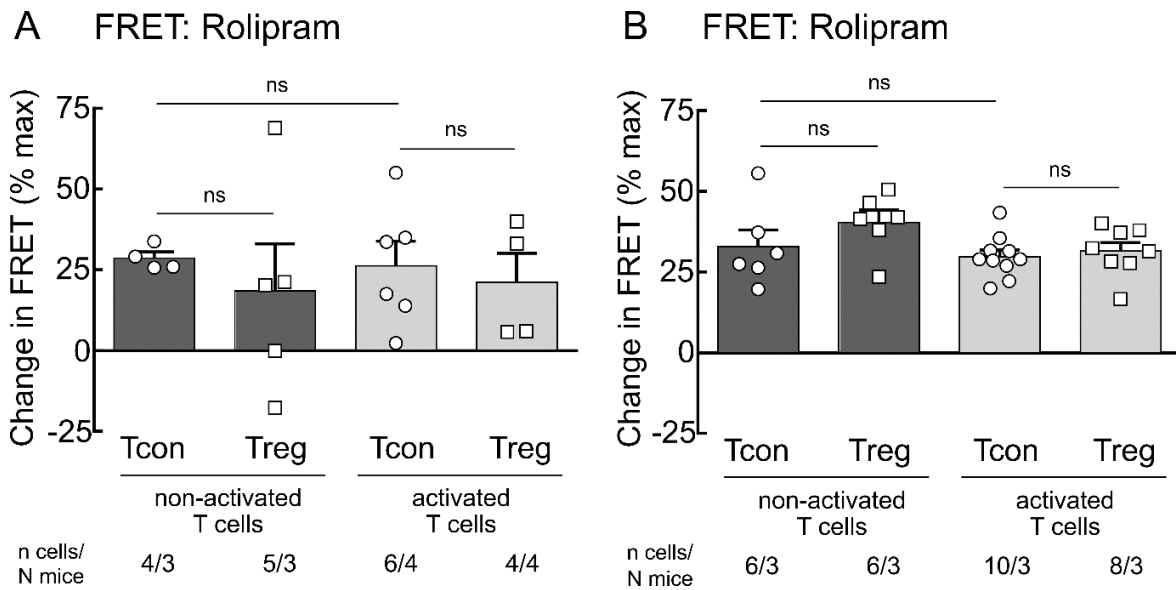 A FRET: Rolipram
Change in FRET (% max)
75
50
25
0
-25
ns
ns
ns
Tcon Treg Tcon Treg
non-activated
T cells
activated
T cells
n cells/
N mice
4/3 5/3 6/4 4/4
B FRET: Rolipram
Change in FRET (% max)
75
50
25
0
-25
ns
ns
ns
Tcon Treg Tcon Treg
non-activated
T cells
activated
T cells
n cells/
N mice
6/3 6/3 10/3 8/3